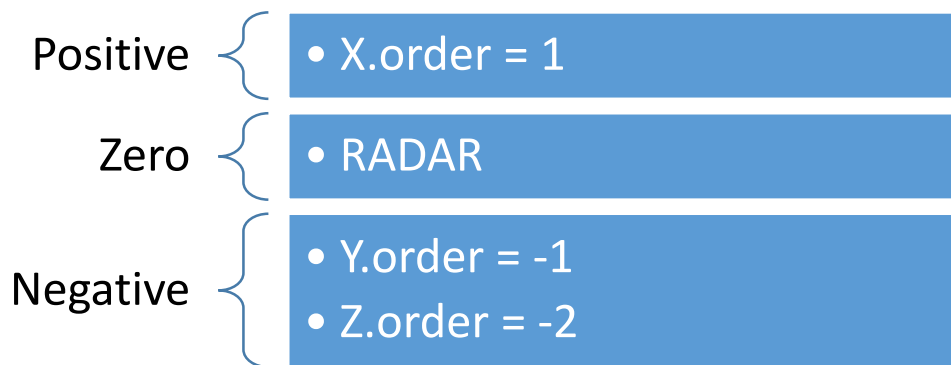 Positive
• X.order = 1
Zero
• RADAR
Negative
• Y.order = -1
• Z.order = -2